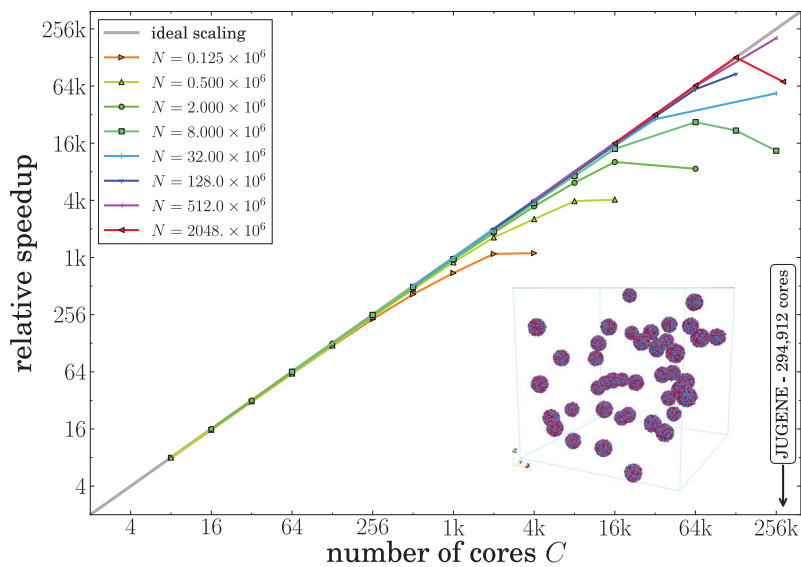 relative speedup
256k
64k
16k
4k
1k
256
64
16
4
ideal scaling
N = 0.125 × 10⁶
N = 0.500 × 10⁶
N = 2.000 × 10⁶
N = 8.000 × 10⁶
N = 32.00 × 10⁶
N = 128.0 × 10⁶
N = 512.0 × 10⁶
N = 2048. × 10⁶
JUGENE - 294,912 cores
4
16
64
256
1k
4k
16k
64k
256k
number of cores C